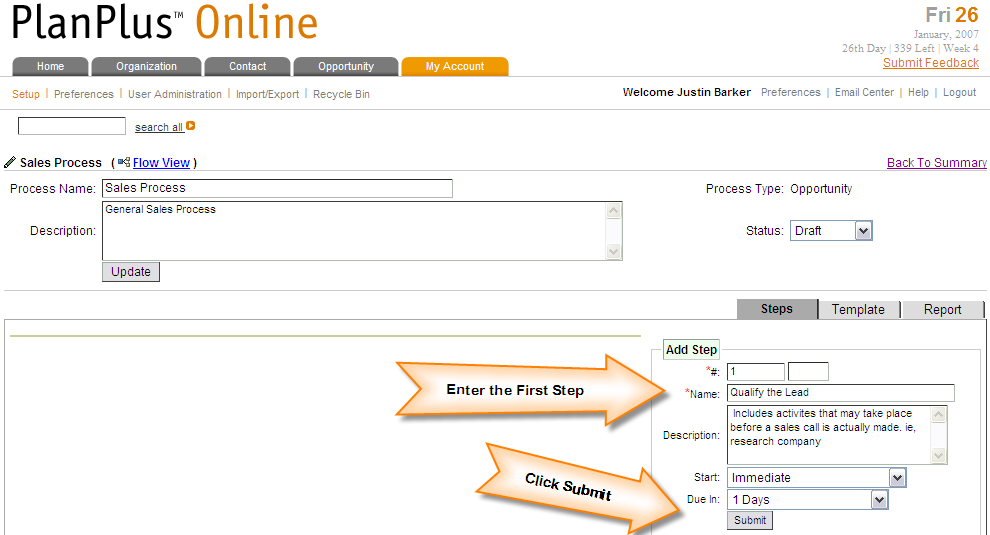 PlanPlus™ Online
Fri 26
January, 2007
26th Day | 339 Left | Week 4
Submit Feedback
Home Organization Contact Opportunity My Account
Setup | Preferences | User Administration | Import/Export | Recycle Bin
Welcome Justin Barker Preferences | Email Center | Help | Logout
search all
Sales Process ( Flow View )
Back To Summary
Process Name: Sales Process
Process Type: Opportunity
Description: General Sales Process
Status: Draft
Update
Steps Template Report
Add Step
*#: 1
Enter the First Step
*Name: Qualify the Lead
Description: Includes activites that may take place
before a sales call is actually made. ie,
research company
Click Submit
Start: Immediate
Due In: 1 Days
Submit